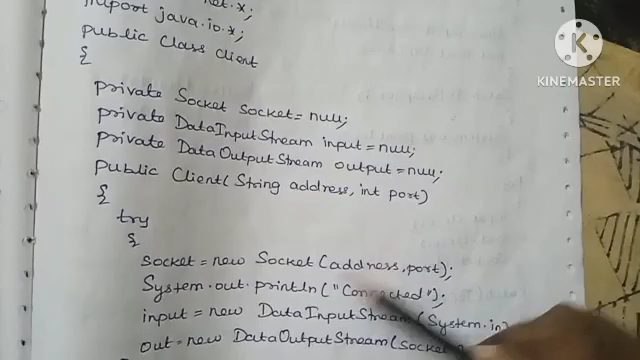 net.*;
import java.io.*;
public class client
{
private Socket socket = null;
private DataInputStream input = null;
private DataOutputStream output = null;
public Client(String address, int port)
{
try
{
socket = new Socket (address, port);
System.out.println ("Connected");
input = new DataInputStream (System.in)
out = new DataOutputStream (socket
KINEMASTER